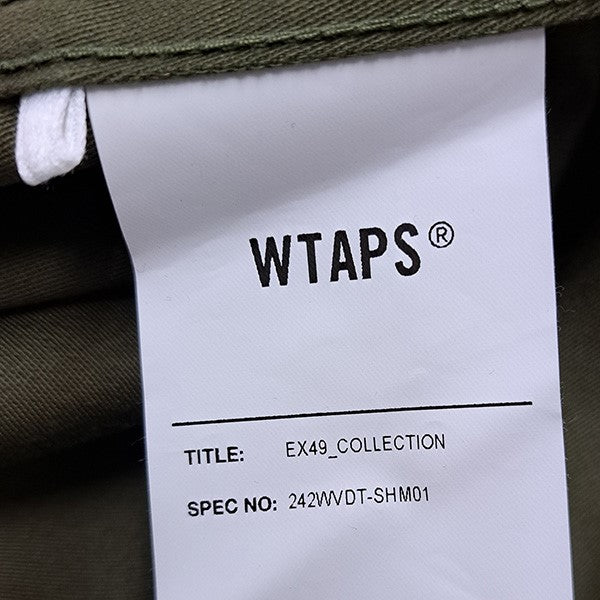 WTAPS®
TITLE: EX49_COLLECTION
SPEC NO: 242WVDT-SHM01